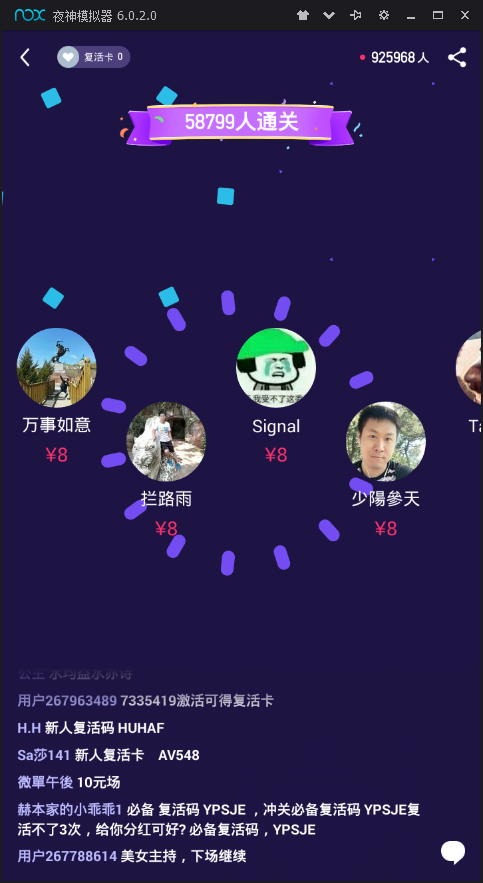 nox 夜神模拟器 6.0.2.0
复活卡 0
925968 人
58799人通关
万事如意
¥8
Signal
¥8
我受不了这委
拦路雨
¥8
少陽參天
¥8
Ta
用户267963489 7335419激活可得复活卡
H.H 新人复活码 HUHAF
Sa莎141 新人复活卡 AV548
微單午後 10元场
赫本家的小乖乖1 必备 复活码 YPSJE ，冲关必备复活码 YPSJE复
活不了3次，给你分红可好? 必备复活码，YPSJE
用户267788614 美女主持，下场继续